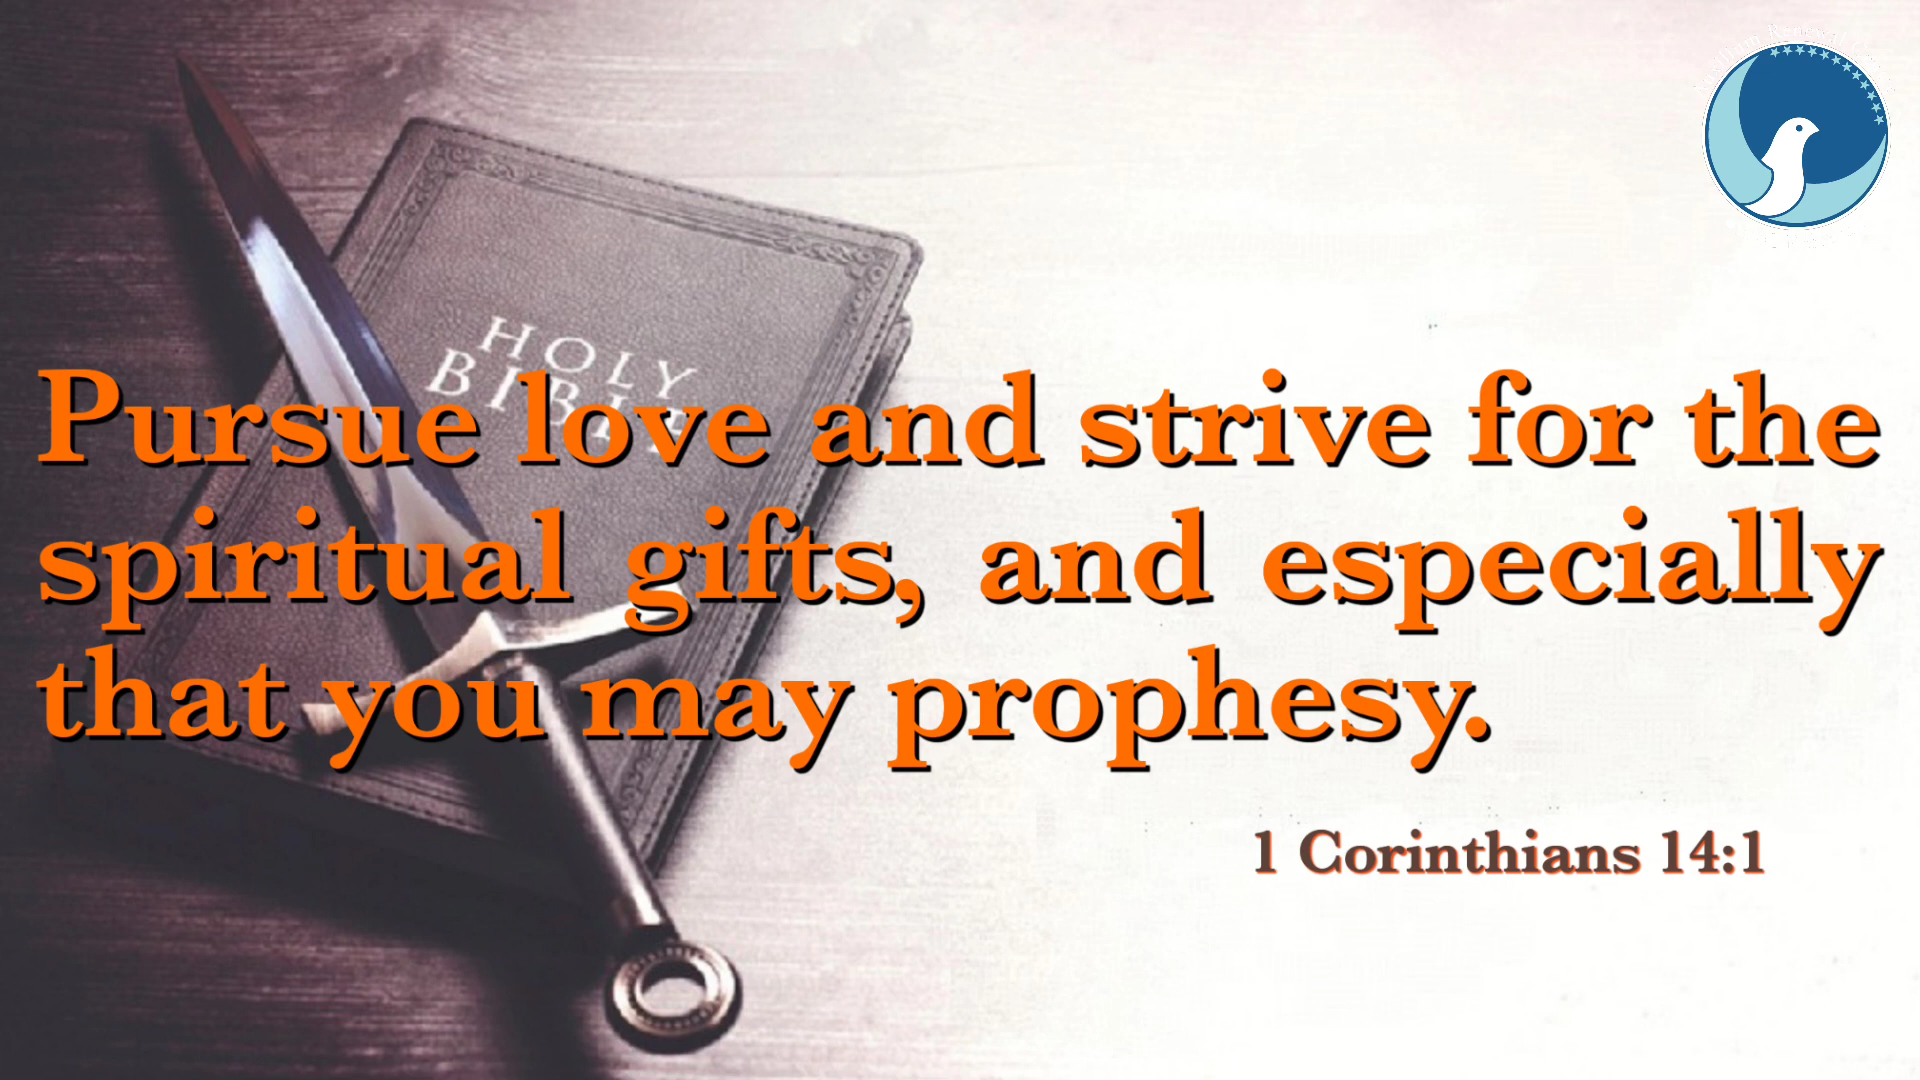 HOLY
BIBLE
Pursue love and strive for the
spiritual gifts, and especially
that you may prophesy.
1 Corinthians 14:1